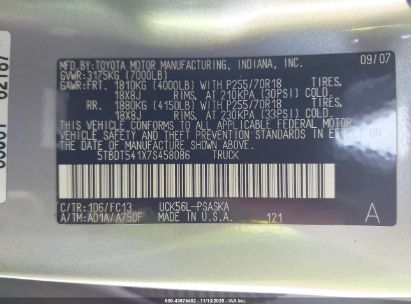 MFD. BY:TOYOTA MOTOR MANUFACTURING, INDIANA, INC. 09/07
GVWR:3175KG (7000LB)
GAWR:FRT. 1810KG (4000LB) WITH P255/70R18 TIRES,
18X8J RIMS, AT 210KPA (30PSI) COLD
RR. 1880KG (4150LB) WITH P255/70R18 TIRES,
18X8J RIMS, AT 230KPA (33PSI) COLD
THIS VEHICLE CONFORMS TO ALL APPLICABLE FEDERAL MOTOR
VEHICLE SAFETY AND THEFT PREVENTION STANDARDS IN EFFECT
ON THE DATE OF MANUFACTURE SHOWN ABOVE.
5TBDT541X7S458086 TRUCK
C/TR:1D6/FC13 UCK56L-PSASKA
A/TM:A01A/A750F 121 A